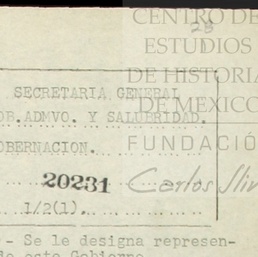 CENTRO DE
28
ESTUDIOS
DE HISTORIA
DE MEXICO
FUNDACIÓ
Carlos Sli
SECRETARIA GENERAL
OB. ADMVO. Y SALUBRIDAD.
OBERNACION.
20231
1/2(1).
- Se le designa represen-
de este Gobierno